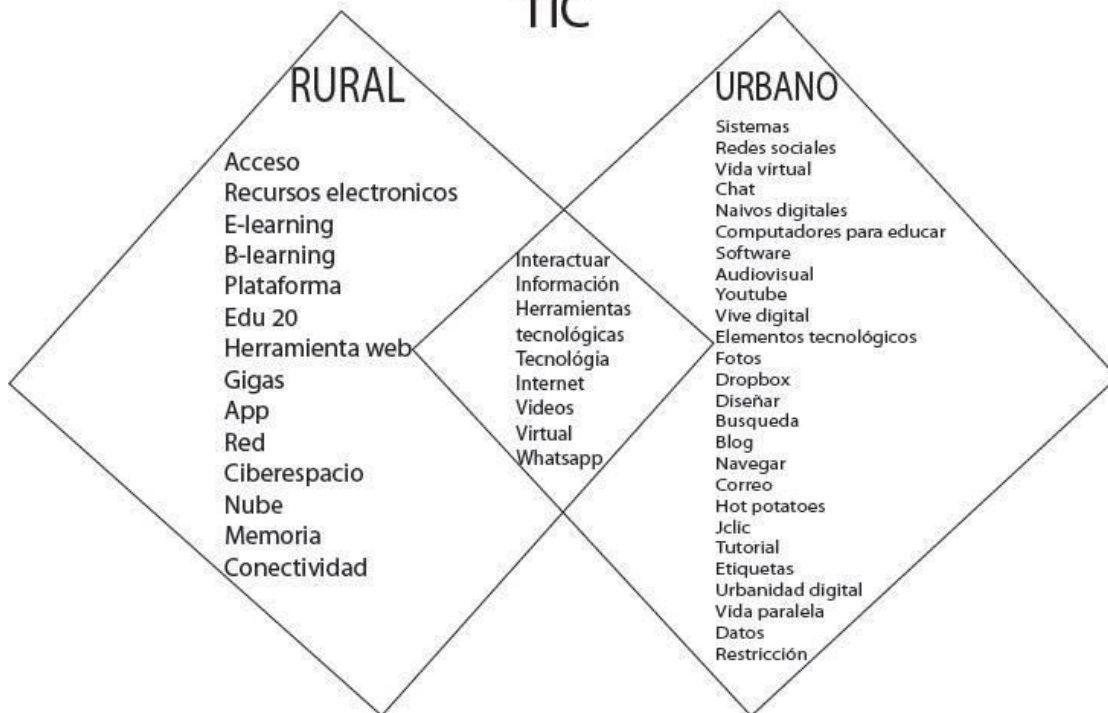 TIC
RURAL
Acceso
Recursos electronicos
E-learning
B-learning
Plataforma
Edu 20
Herramienta web
Gigas
App
Red
Ciberespacio
Nube
Memoria
Conectividad
Interactuar
Información
Herramientas
tecnológicas
Tecnológia
Internet
Videos
Virtual
Whatsapp
URBANO
Sistemas
Redes sociales
Vida virtual
Chat
Naivos digitales
Computadores para educar
Software
Audiovisual
Youtube
Vive digital
Elementos tecnológicos
Fotos
Dropbox
Diseñar
Busqueda
Blog
Navegar
Correo
Hot potatoes
Jclic
Tutorial
Etiquetas
Urbanidad digital
Vida paralela
Datos
Restricción